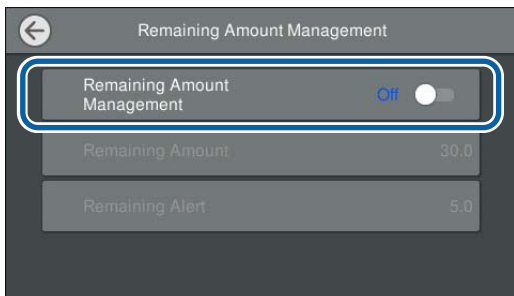 Remaining Amount Management
Remaining Amount
Management
Off
Remaining Amount
30.0
Remaining Alert
5.0